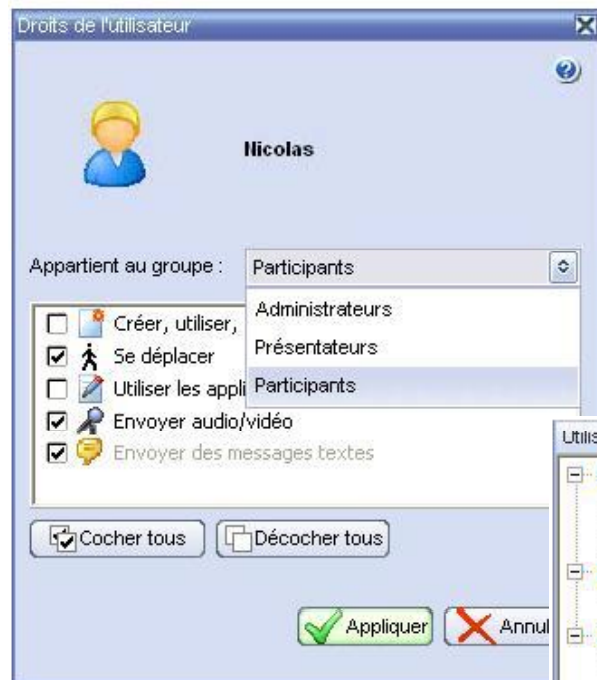 Droits de l'utilisateur
Nicolas
Appartient au groupe : Participants
Administrateurs
Présentateurs
Participants
Créer, utiliser,
Se déplacer
Utiliser les appli
Envoyer audio/vidéo
Envoyer des messages textes
Cocher tous Décocher tous
Appliquer Annul
Utilis